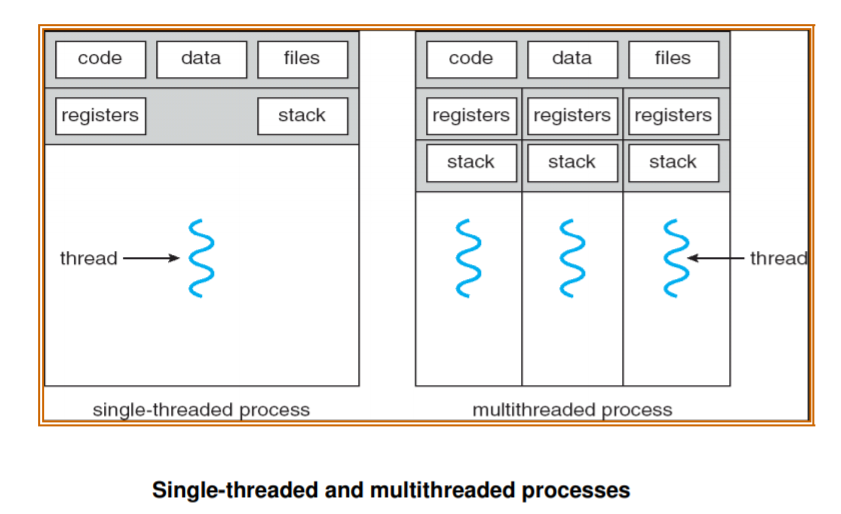 code data files code data files
registers stack registers registers registers
stack stack stack
thread thread
single-threaded process multithreaded process
Single-threaded and multithreaded processes